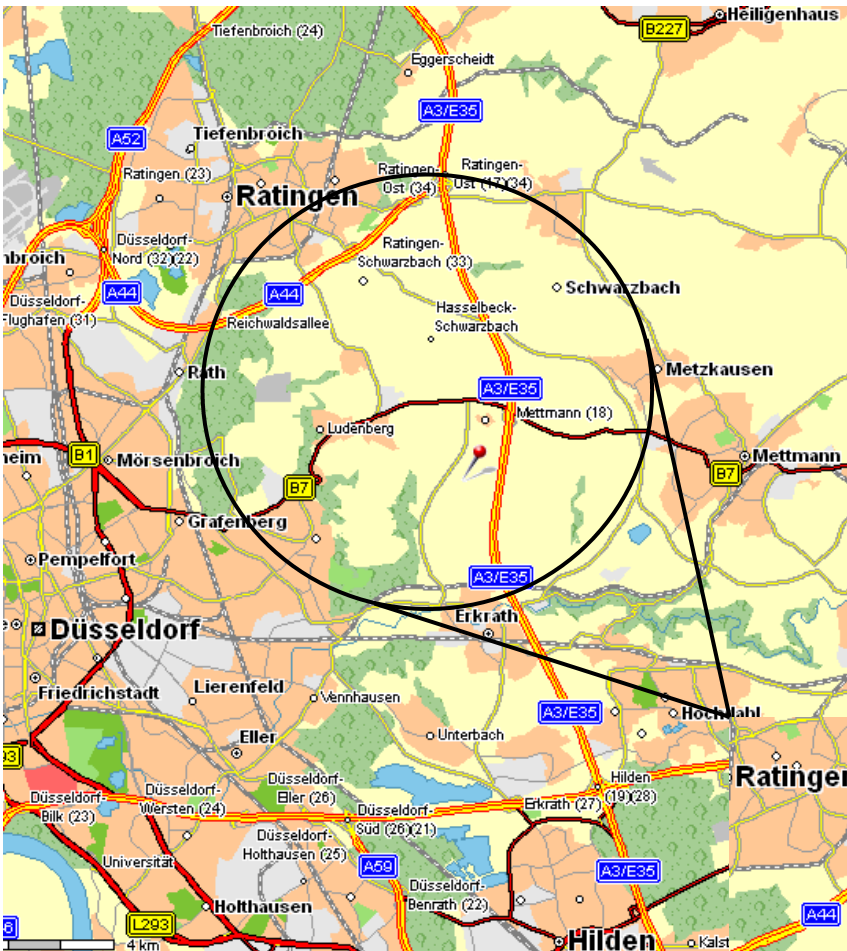 Heiligenhaus
B227
Tiefenbroich (24)
Eggerscheidt
A3/E35
A52
Tiefenbroich
Ratingen (23)
Ratingen-
Ost (34)
Ratingen-
Ost (17)(34)
Ratingen
Düsseldorf-
Nord (32)(22)
Ratingen-
Schwarzbach (33)
nbroich
A44
A44
Schwarzbach
Düsseldorf-
Flughafen (31)
Reichwaldsallee
Hasselbeck-
Schwarzbach
Rath
Metzkausen
A3/E35
Mettmann (18)
Ludenberg
B1
Mörsenbroich
heim
Mettmann
B7
B7
Grafenberg
Pempelfort
A3/E35
Erkrath
Düsseldorf
e
Friedrichstadt
Lierenfeld
Vennhausen
A3/E35
Hochdahl
Unterbach
Eller
93
Düsseldorf-
Eller (26)
Hilden
(19)(28)
Ratingen
Düsseldorf-
Bilk (23)
Düsseldorf-
Wersten (24)
Erkrath (27)
Düsseldorf-
Süd (26)(21)
Düsseldorf-
Holthausen (25)
Universität
A59
A3/E35
Düsseldorf-
Benrath (22)
Holthausen
A44
L293
6
4 km
Hilden
Kalst